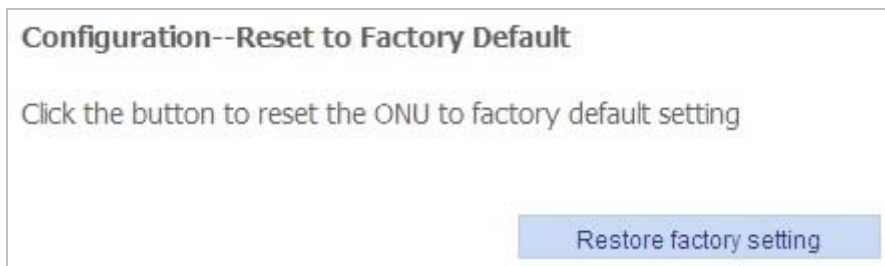 Configuration--Reset to Factory Default
Click the button to reset the ONU to factory default setting
Restore factory setting